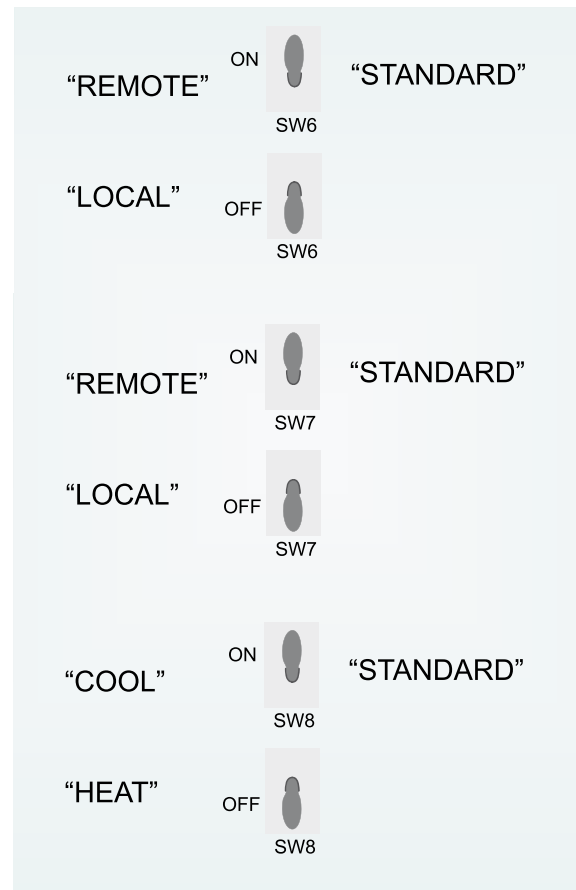 ON
“REMOTE” “STANDARD”
SW6
“LOCAL”
OFF
SW6
ON
“REMOTE” “STANDARD”
SW7
“LOCAL”
OFF
SW7
ON
“COOL” “STANDARD”
SW8
“HEAT”
OFF
SW8